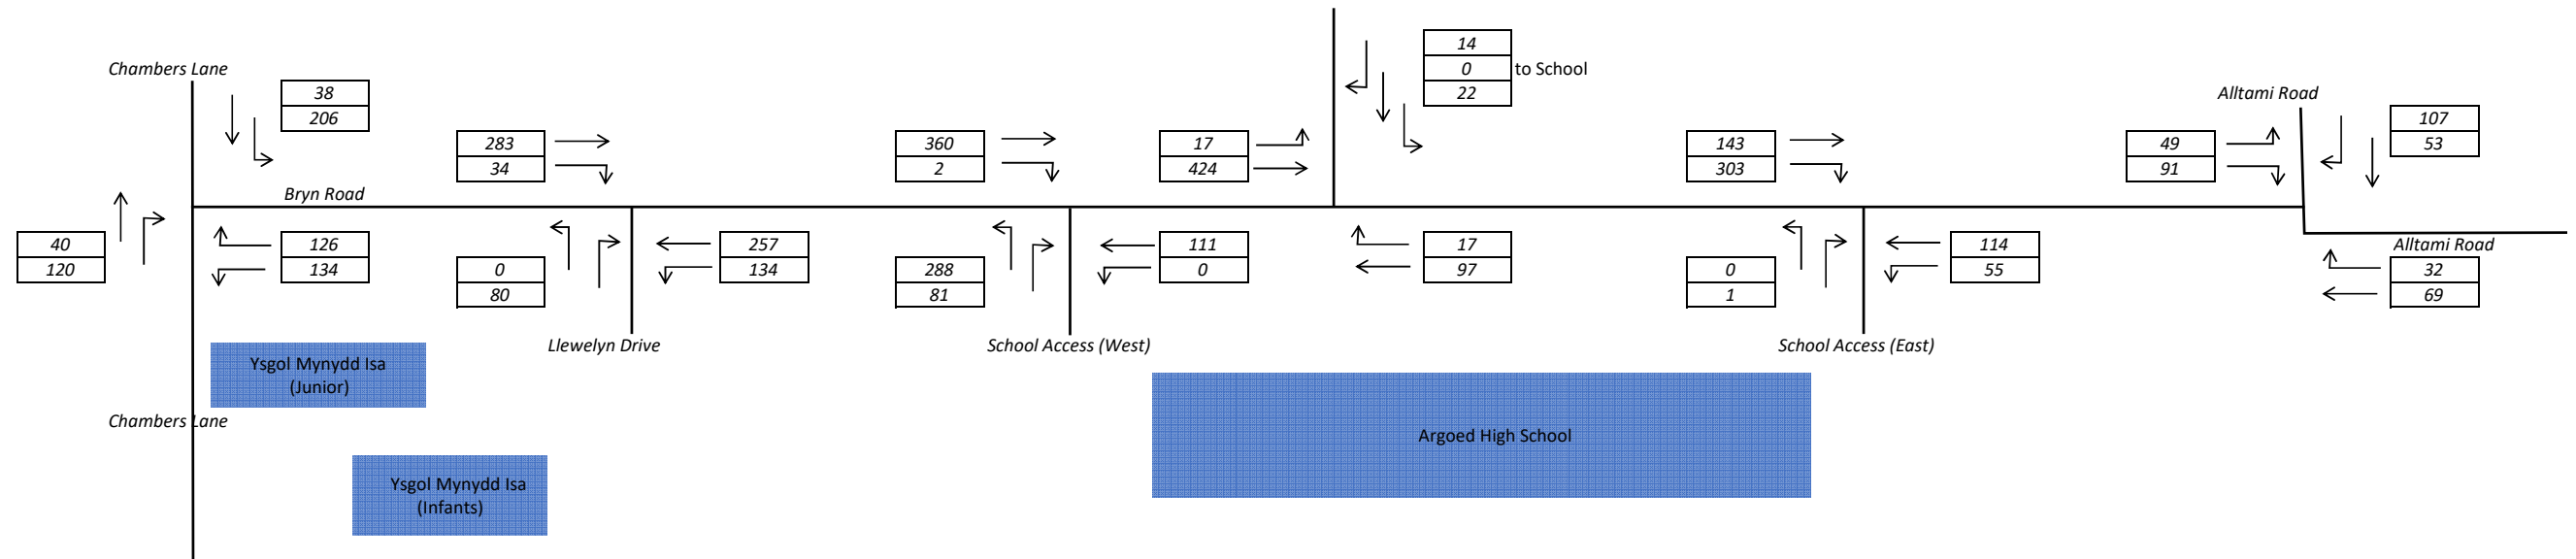 14
0 to School
22
Chambers Lane
38
206
Alltami Road
107
53
283
34
360
2
17
424
143
303
49
91
Bryn Road
40
120
126
134
0
80
257
134
288
81
111
0
17
97
0
1
114
55
Alltami Road
32
69
Llewelyn Drive
School Access (West)
School Access (East)
Ysgol Mynydd Isa
(Junior)
Chambers Lane
Argoed High School
Ysgol Mynydd Isa
(Infants)